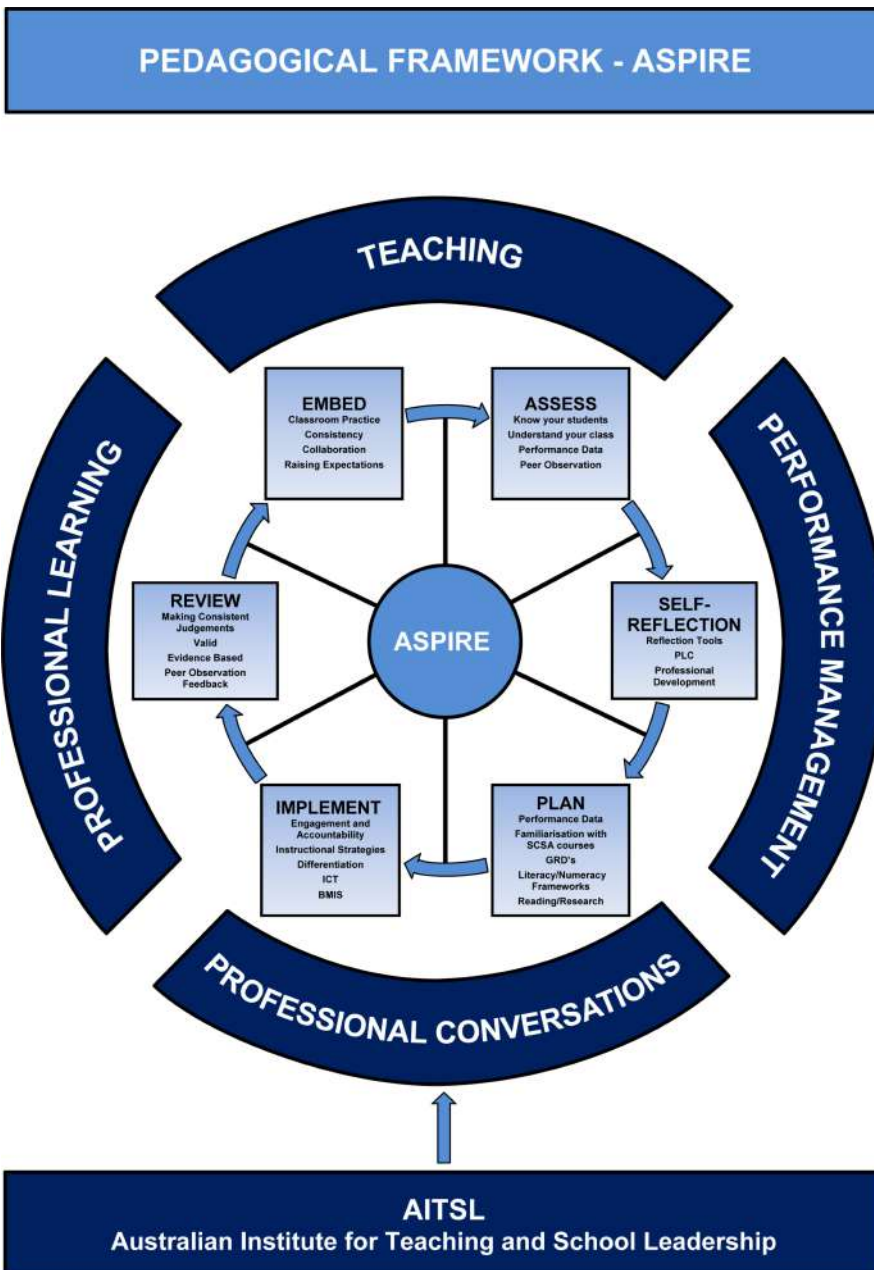 PEDAGOGICAL FRAMEWORK - ASPIRE
TEACHING
PROFESSIONAL LEARNING
PERFORMANCE MANAGEMENT
EMBED
Classroom Practice
Consistency
Collaboration
Raising Expectations
ASSESS
Know your students
Understand your class
Performance Data
Peer Observation
SELF-
REFLECTION
Reflection Tools
PLC
Professional
Development
PLAN
Performance Data
Familiarisation with
SCSA courses
GRD's
Literacy/Numeracy
Frameworks
Reading/Research
IMPLEMENT
Engagement and
Accountability
Instructional Strategies
Differentiation
ICT
BMIS
REVIEW
Making Consistent
Judgements
Valid
Evidence Based
Peer Observation
Feedback
ASPIRE
PROFESSIONAL CONVERSATIONS
AITSL
Australian Institute for Teaching and School Leadership